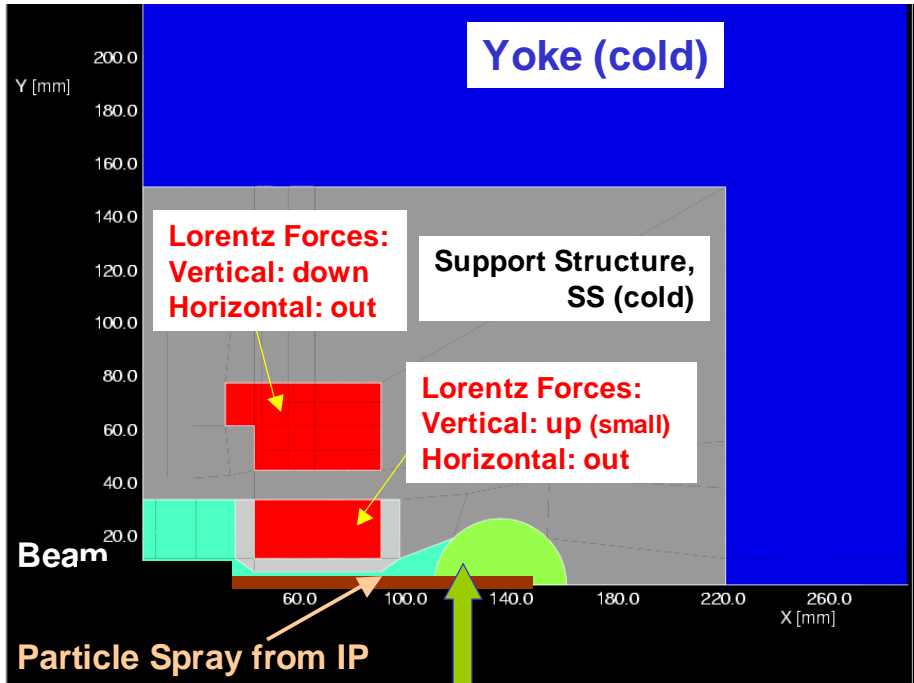 Yoke (cold)
200.0
Y [mm]
180.0
160.0
140.0
Lorentz Forces:
Vertical: down
Horizontal: out
Support Structure,
SS (cold)
120.0
100.0
80.0
Lorentz Forces:
Vertical: up (small)
Horizontal: out
60.0
40.0
20.0
Beam
60.0 100.0 140.0 180.0 220.0 260.0
X [mm]
Particle Spray from IP